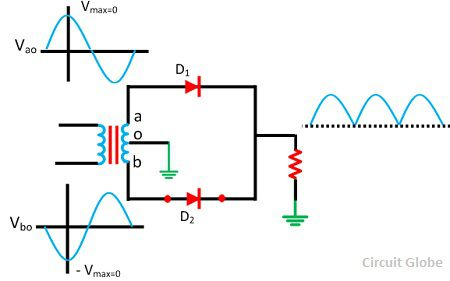 Vmax=0
Vao
D1
a
o
b
Vbo
D2
- Vmax=0
Circuit Globe